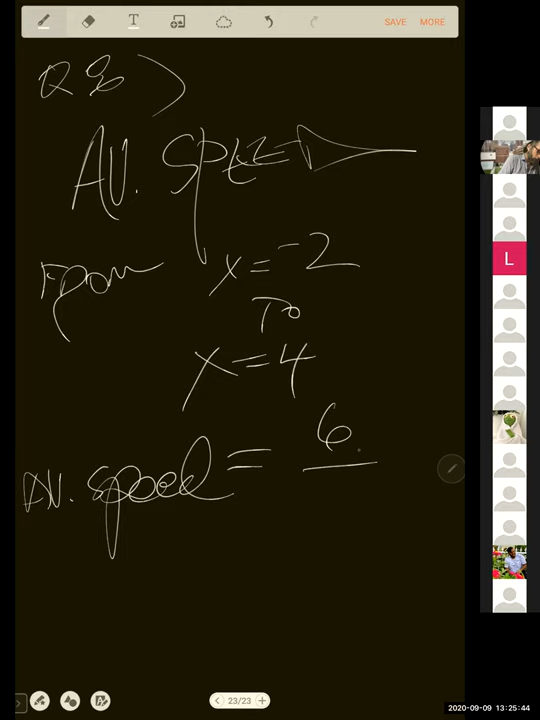 SAVE MORE
Q8)
AV. Speed
From x = -2
To
x = 4
AV. speed = 6
L
23/23
2020-09-09 13:25:44